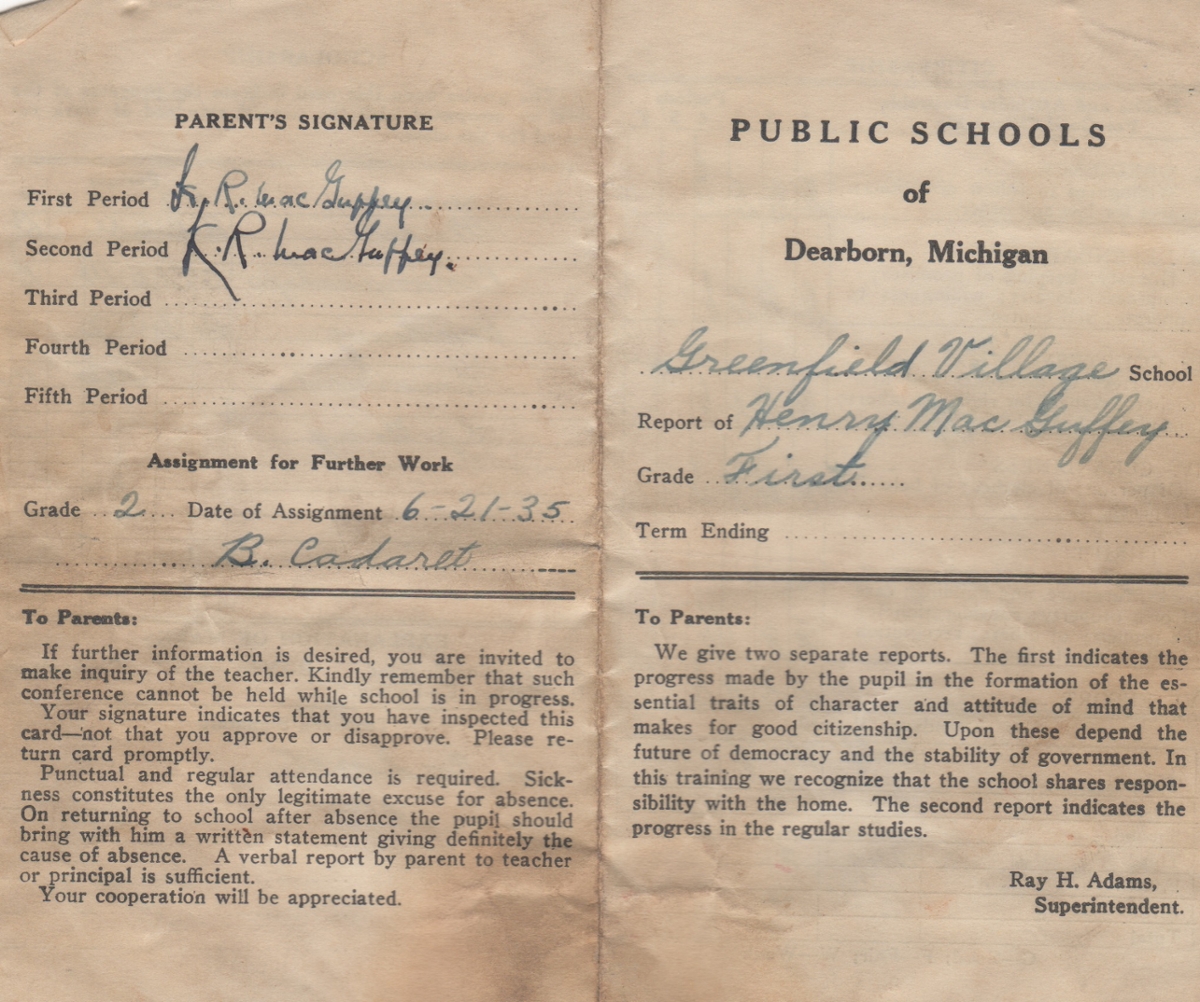 PARENT'S SIGNATURE
First Period K. R. Mac Guffey
Second Period K. R. Mac Guffey.
Third Period
Fourth Period
Fifth Period
Assignment for Further Work
Grade 2 Date of Assignment 6-21-35
B. Cadaret
To Parents:
If further information is desired, you are invited to
make inquiry of the teacher. Kindly remember that such
conference cannot be held while school is in progress.
Your signature indicates that you have inspected this
card—not that you approve or disapprove. Please re-
turn card promptly.
Punctual and regular attendance is required. Sick-
ness constitutes the only legitimate excuse for absence.
On returning to school after absence the pupil should
bring with him a written statement giving definitely the
cause of absence. A verbal report by parent to teacher
or principal is sufficient.
Your cooperation will be appreciated.
PUBLIC SCHOOLS
of
Dearborn, Michigan
Greenfield Village School
Report of Henry Mac Guffey
Grade First
Term Ending
To Parents:
We give two separate reports. The first indicates the
progress made by the pupil in the formation of the es-
sential traits of character and attitude of mind that
makes for good citizenship. Upon these depend the
future of democracy and the stability of government. In
this training we recognize that the school shares respon-
sibility with the home. The second report indicates the
progress in the regular studies.
Ray H. Adams,
Superintendent.